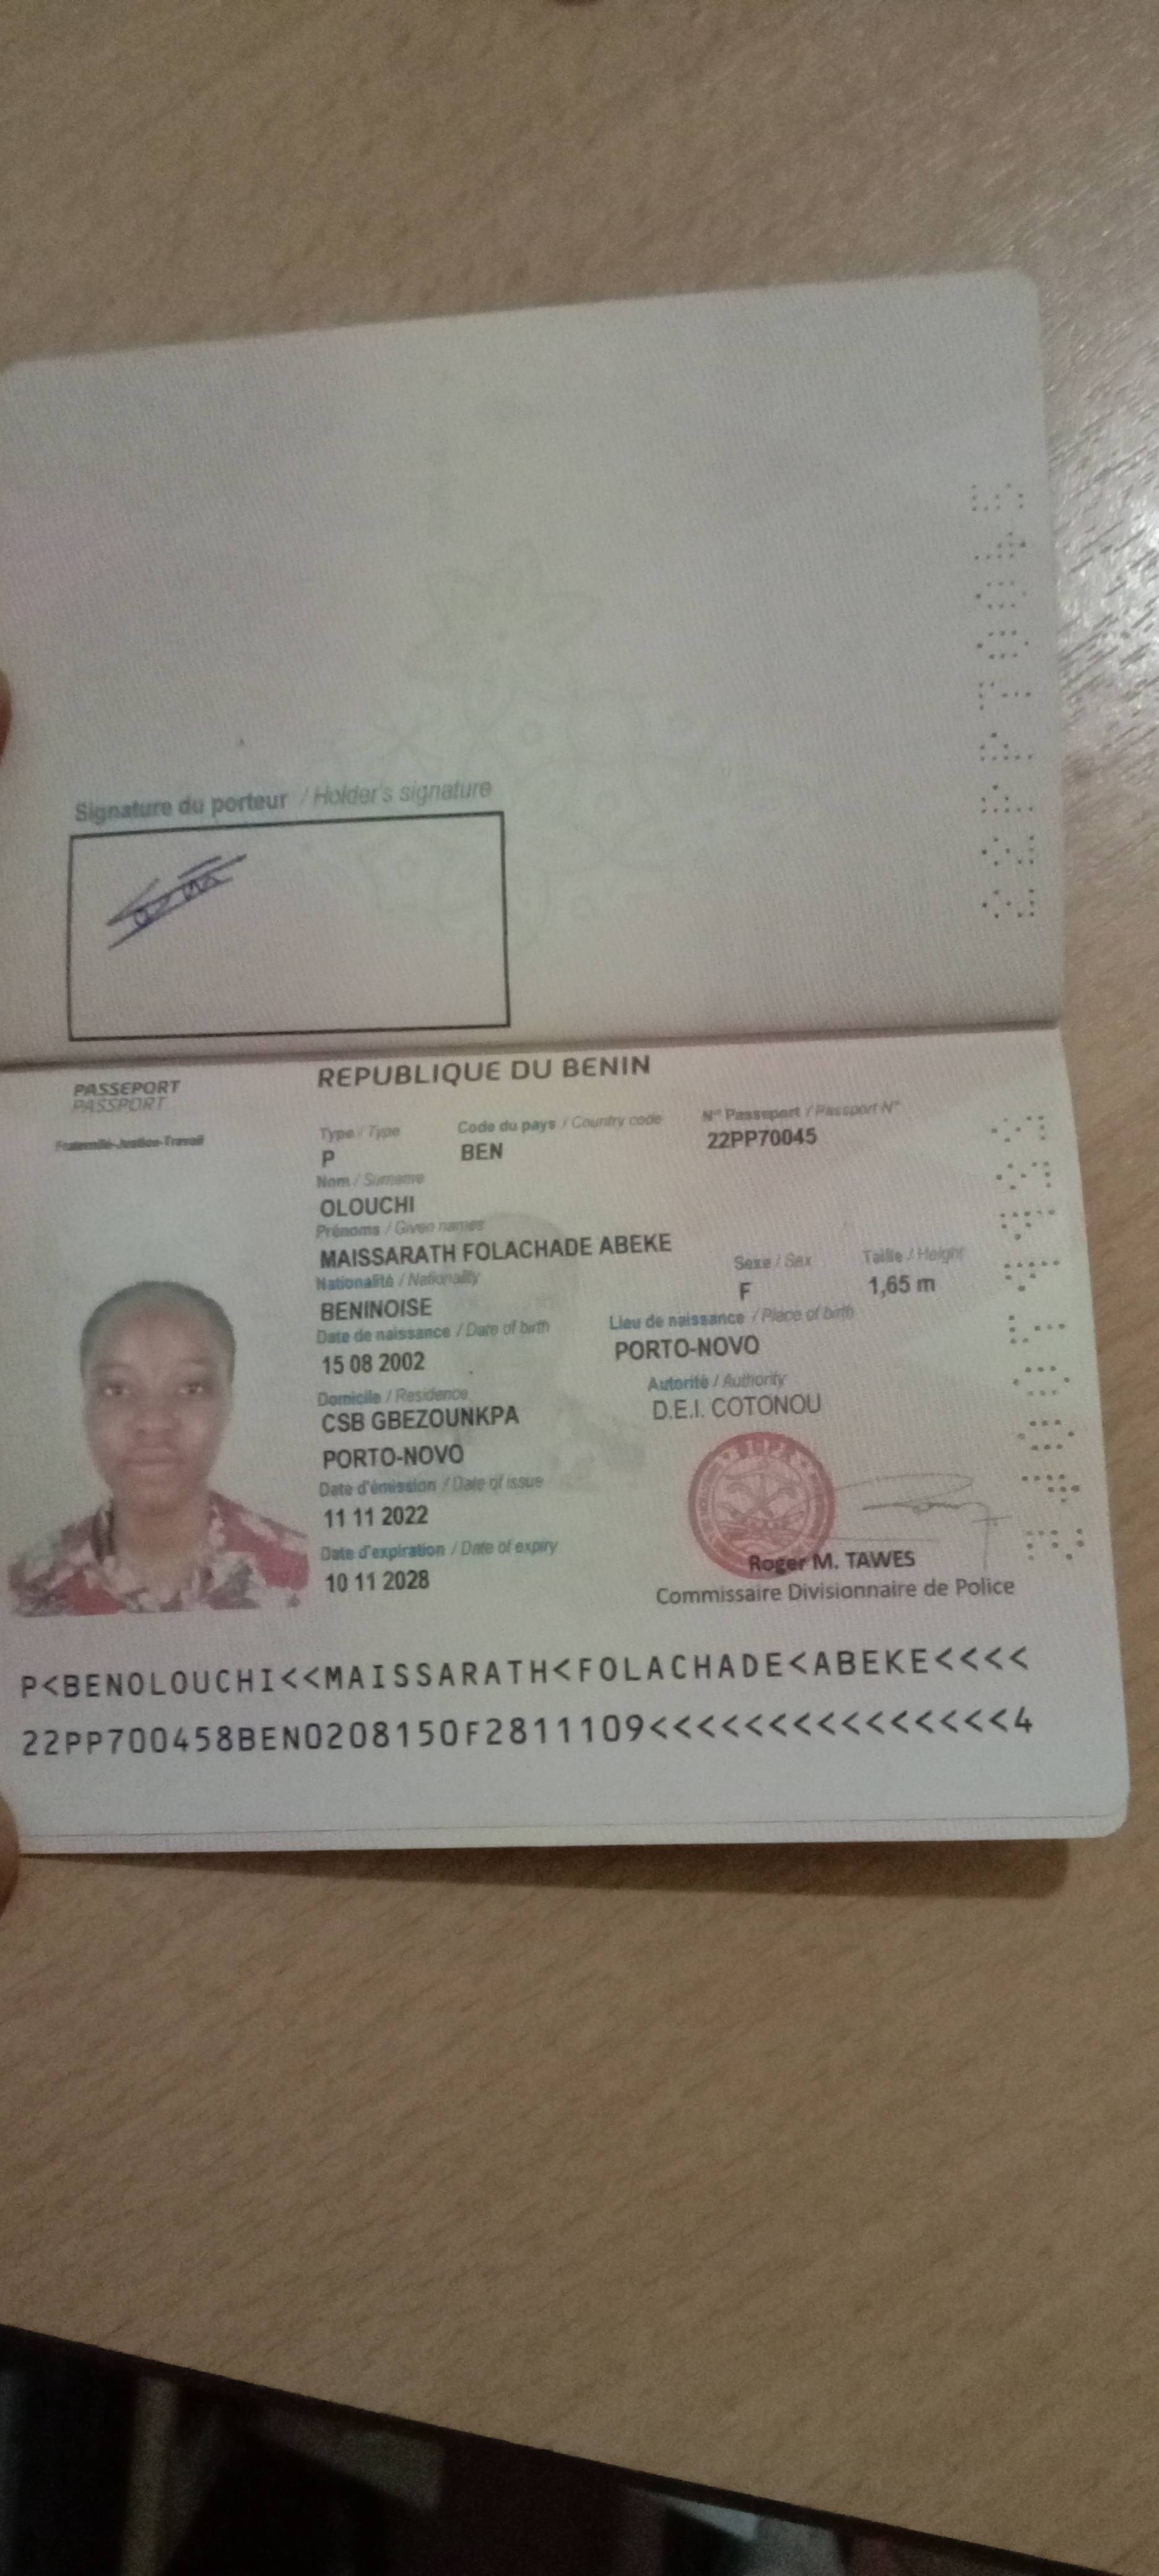 Signature du porteur / Holder's signature
PASSEPORT
PASSPORT
Fraternité-Justice-Travail
REPUBLIQUE DU BENIN
Type / Type
Code du pays / Country code
N° Passeport / Passport N°
P
BEN
22PP70045
Nom / Surname
OLOUCHI
Prénoms / Given names
MAISSARATH FOLACHADE ABEKE
Sexe / Sex
Taille / Height
Nationalité / Nationality
F
1,65 m
BENINOISE
Date de naissance / Date of birth
Lieu de naissance / Place of birth
15 08 2002
PORTO-NOVO
Domicile / Residence
Autorité / Authority
CSB GBEZOUNKPA
D.E.I. COTONOU
PORTO-NOVO
Date d'émission / Date of issue
11 11 2022
Date d'expiration / Date of expiry
10 11 2028
Roger M. TAWES
Commissaire Divisionnaire de Police
P<BENOLOUCHI<<MAISSARATH<FOLACHADE<ABEKE<<<<
22PP700458BEN0208150F2811109<<<<<<<<<<<<<<<4